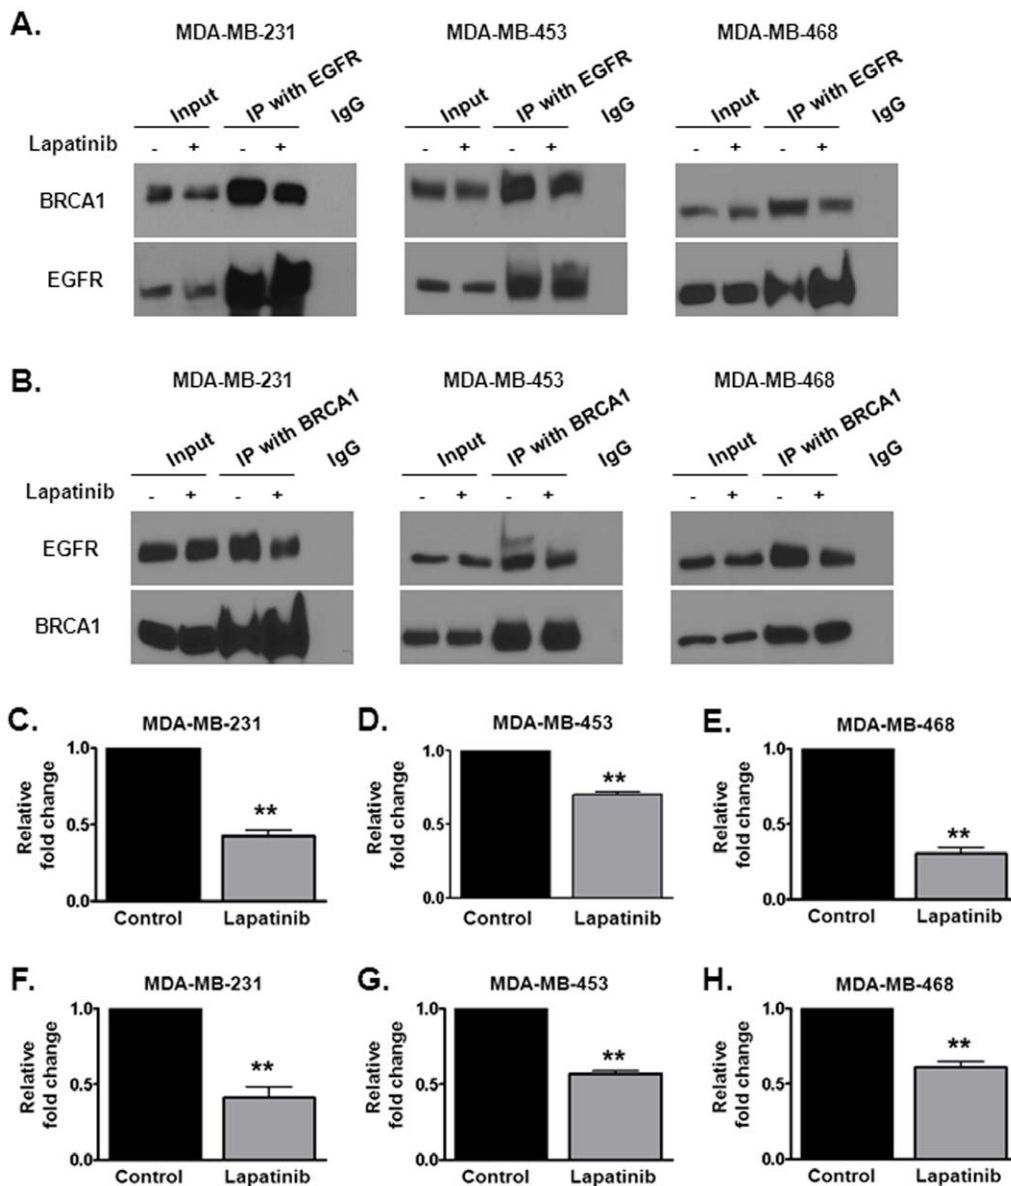 A.
MDA-MB-231 MDA-MB-453 MDA-MB-468
Input IP with EGFR IgG Input IP with EGFR IgG Input IP with EGFR IgG
Lapatinib - + - + - + - + - + - +
BRCA1
EGFR
B.
MDA-MB-231 MDA-MB-453 MDA-MB-468
Input IP with BRCA1 IgG Input IP with BRCA1 IgG Input IP with BRCA1 IgG
Lapatinib - + - + - + - + - + - +
EGFR
BRCA1
C.
MDA-MB-231
Relative
fold change
1.0
0.5
0.0
**
Control Lapatinib
D.
MDA-MB-453
Relative
fold change
1.0
0.5
0.0
**
Control Lapatinib
E.
MDA-MB-468
Relative
fold change
1.0
0.5
0.0
**
Control Lapatinib
F.
MDA-MB-231
Relative
fold change
1.0
0.5
0.0
**
Control Lapatinib
G.
MDA-MB-453
Relative
fold change
1.0
0.5
0.0
**
Control Lapatinib
H.
MDA-MB-468
Relative
fold change
1.0
0.5
0.0
**
Control Lapatinib